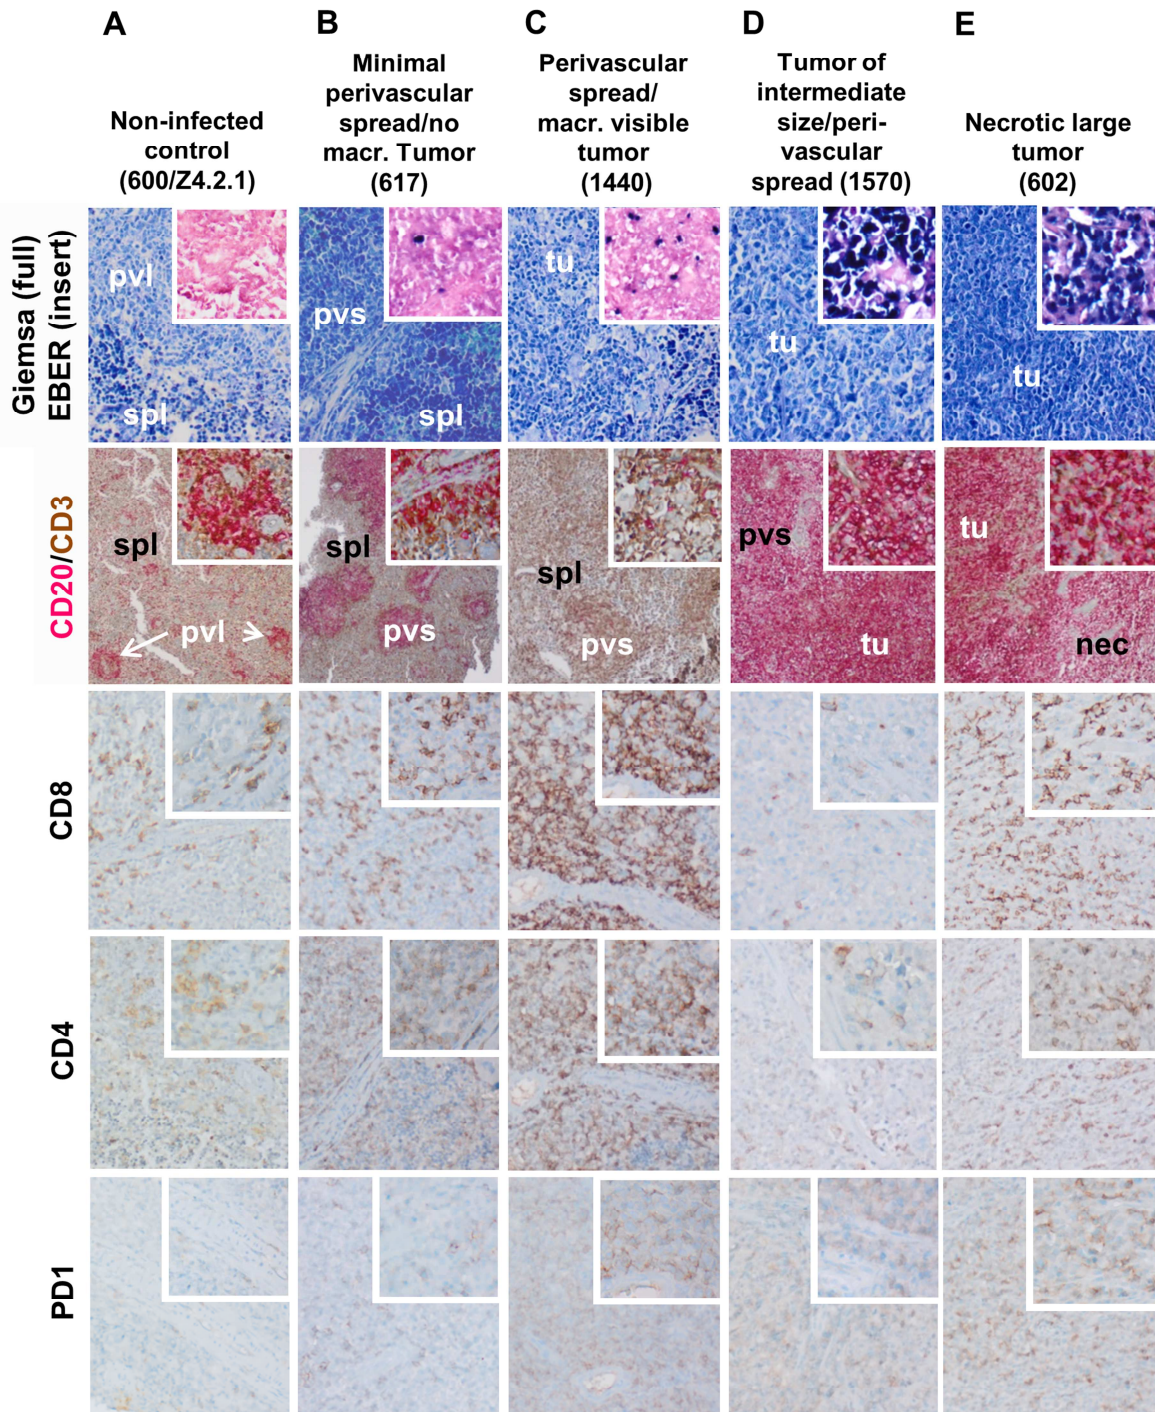 A
B
C
D
E
Non-infected
control
(600/Z4.2.1)
Minimal
perivascular
spread/no
macr. Tumor
(617)
Perivascular
spread/
macr. visible
tumor
(1440)
Tumor of
intermediate
size/peri-
vascular
spread (1570)
Necrotic large
tumor
(602)
Giemsa (full)
EBER (insert)
pvl
spl
pvs
spl
tu
tu
tu
CD20/CD3
spl
pvl
spl
pvs
spl
pvs
pvs
tu
tu
nec
CD8
CD4
PD1